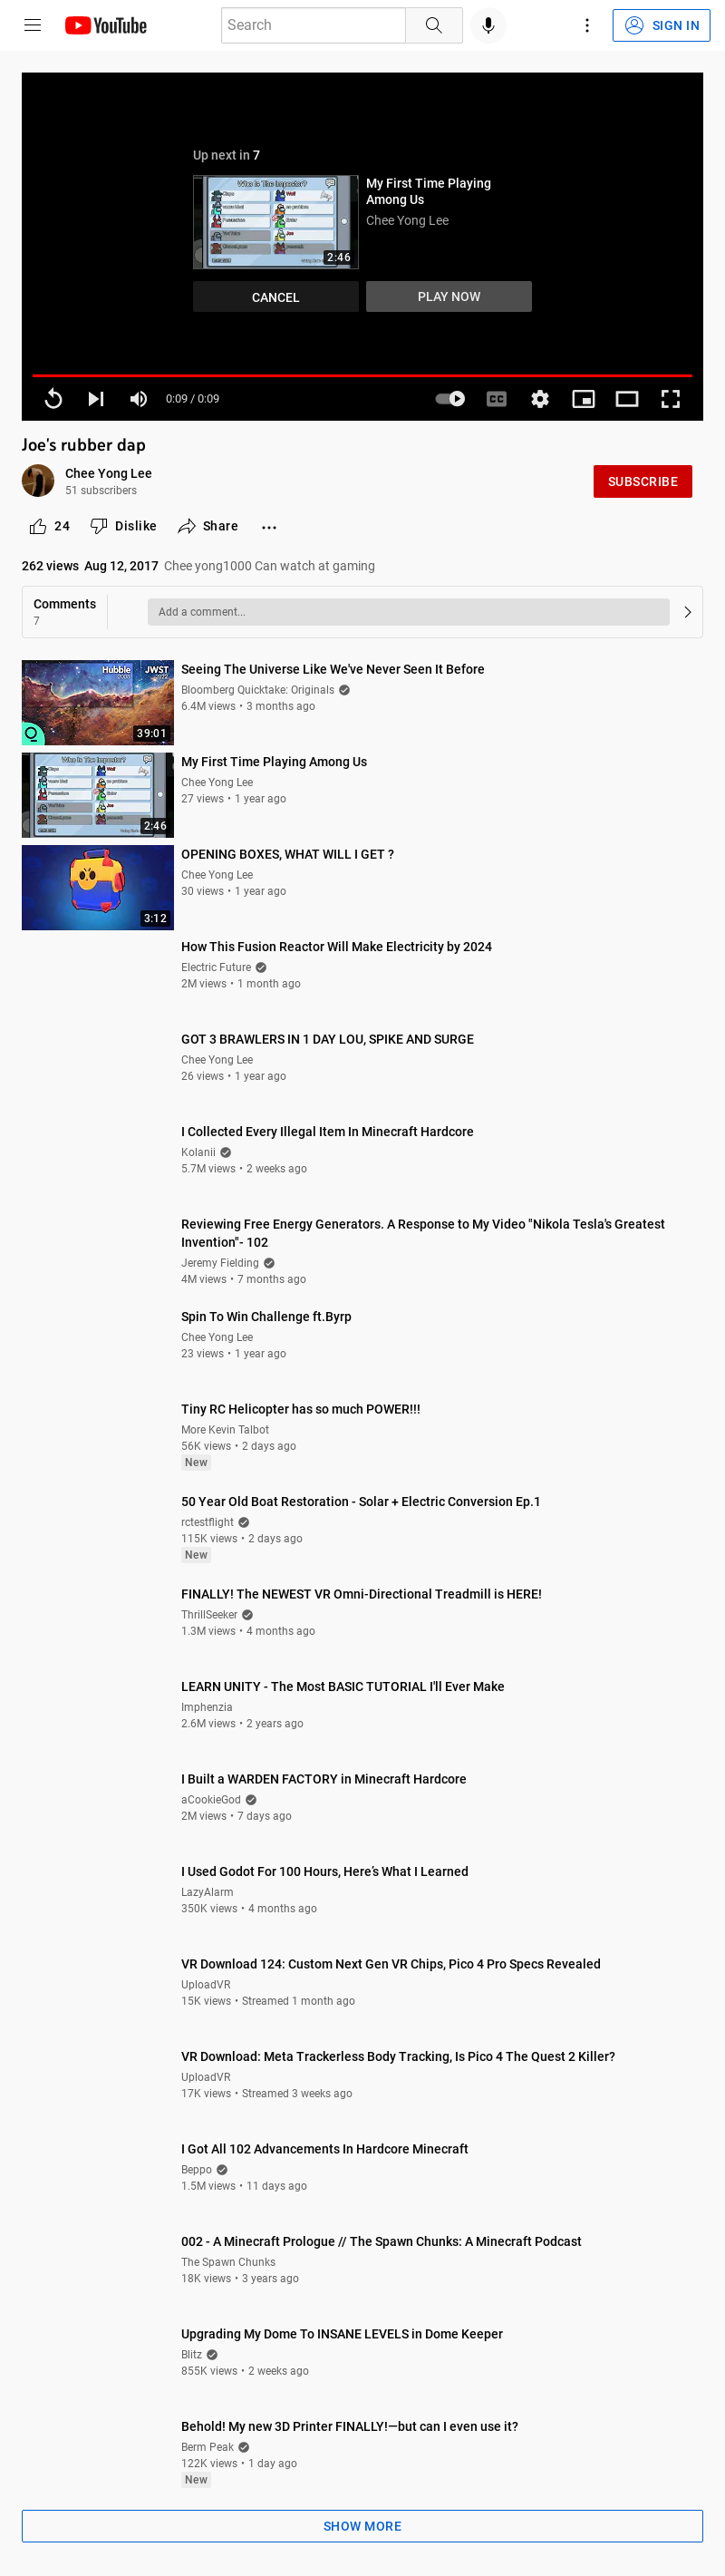 YouTube
Search
SIGN IN
Up next in 7
Who Is The Impostor?
My First Time Playing
Among Us
Chee Yong Lee
2:46
CANCEL
PLAY NOW
0:09 / 0:09
CC
Joe's rubber dap
Chee Yong Lee
51 subscribers
SUBSCRIBE
24
Dislike
Share
262 views Aug 12, 2017 Chee yong1000 Can watch at gaming
Comments
7
Add a comment...
Hubble
JWST
39:01
Seeing The Universe Like We've Never Seen It Before
Bloomberg Quicktake: Originals
6.4M views • 3 months ago
Who Is The Impostor?
2:46
My First Time Playing Among Us
Chee Yong Lee
27 views • 1 year ago
3:12
OPENING BOXES, WHAT WILL I GET ?
Chee Yong Lee
30 views • 1 year ago
How This Fusion Reactor Will Make Electricity by 2024
Electric Future
2M views • 1 month ago
GOT 3 BRAWLERS IN 1 DAY LOU, SPIKE AND SURGE
Chee Yong Lee
26 views • 1 year ago
I Collected Every Illegal Item In Minecraft Hardcore
Kolanii
5.7M views • 2 weeks ago
Reviewing Free Energy Generators. A Response to My Video "Nikola Tesla's Greatest
Invention"- 102
Jeremy Fielding
4M views • 7 months ago
Spin To Win Challenge ft.Byrp
Chee Yong Lee
23 views • 1 year ago
Tiny RC Helicopter has so much POWER!!!
More Kevin Talbot
56K views • 2 days ago
New
50 Year Old Boat Restoration - Solar + Electric Conversion Ep.1
rctestflight
115K views • 2 days ago
New
FINALLY! The NEWEST VR Omni-Directional Treadmill is HERE!
ThrillSeeker
1.3M views • 4 months ago
LEARN UNITY - The Most BASIC TUTORIAL I'll Ever Make
Imphenzia
2.6M views • 2 years ago
I Built a WARDEN FACTORY in Minecraft Hardcore
aCookieGod
2M views • 7 days ago
I Used Godot For 100 Hours, Here’s What I Learned
LazyAlarm
350K views • 4 months ago
VR Download 124: Custom Next Gen VR Chips, Pico 4 Pro Specs Revealed
UploadVR
15K views • Streamed 1 month ago
VR Download: Meta Trackerless Body Tracking, Is Pico 4 The Quest 2 Killer?
UploadVR
17K views • Streamed 3 weeks ago
I Got All 102 Advancements In Hardcore Minecraft
Beppo
1.5M views • 11 days ago
002 - A Minecraft Prologue // The Spawn Chunks: A Minecraft Podcast
The Spawn Chunks
18K views • 3 years ago
Upgrading My Dome To INSANE LEVELS in Dome Keeper
Blitz
855K views • 2 weeks ago
Behold! My new 3D Printer FINALLY!—but can I even use it?
Berm Peak
122K views • 1 day ago
New
SHOW MORE